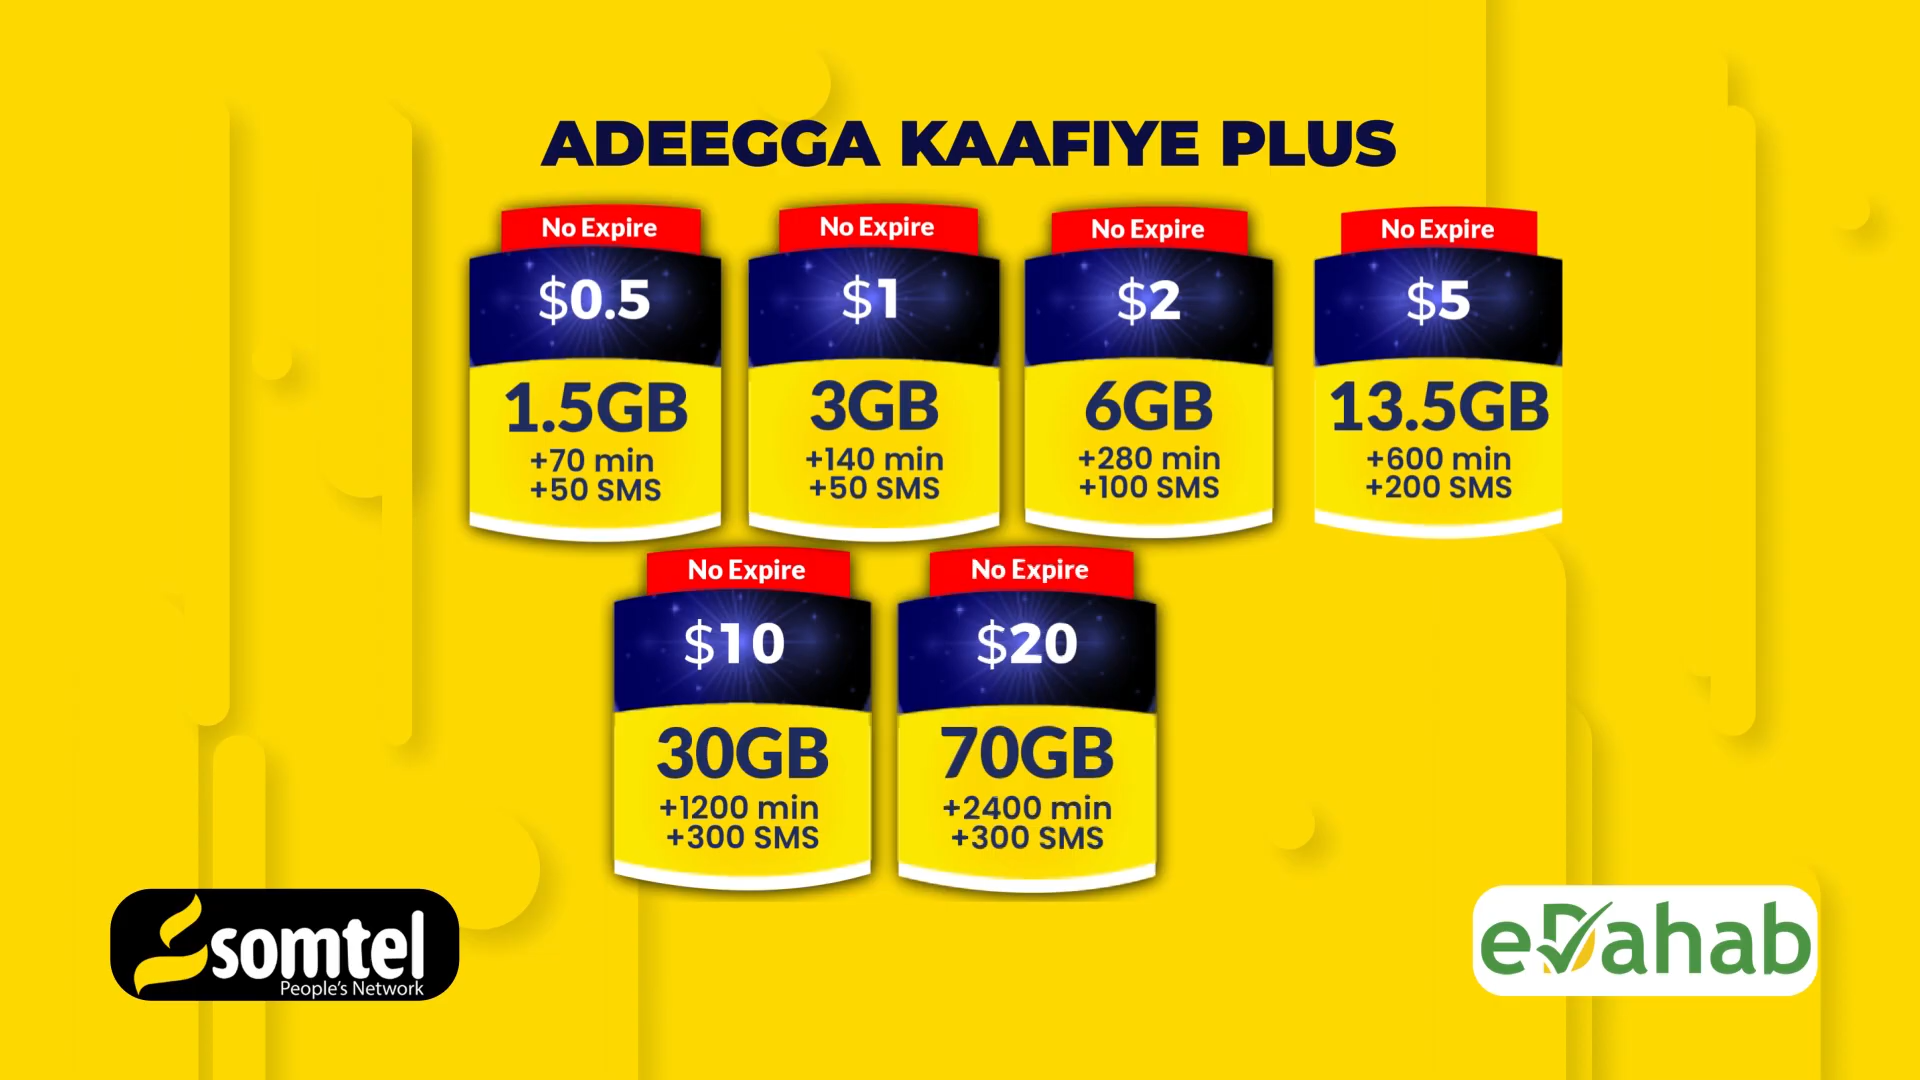 ADEEGGA KAAFIYE PLUS
No Expire
$0.5
1.5GB
+70 min
+50 SMS
No Expire
$1
3GB
+140 min
+50 SMS
No Expire
$2
6GB
+280 min
+100 SMS
No Expire
$5
13.5GB
+600 min
+200 SMS
No Expire
$10
30GB
+1200 min
+300 SMS
No Expire
$20
70GB
+2400 min
+300 SMS
somtel
People's Network
eDahab